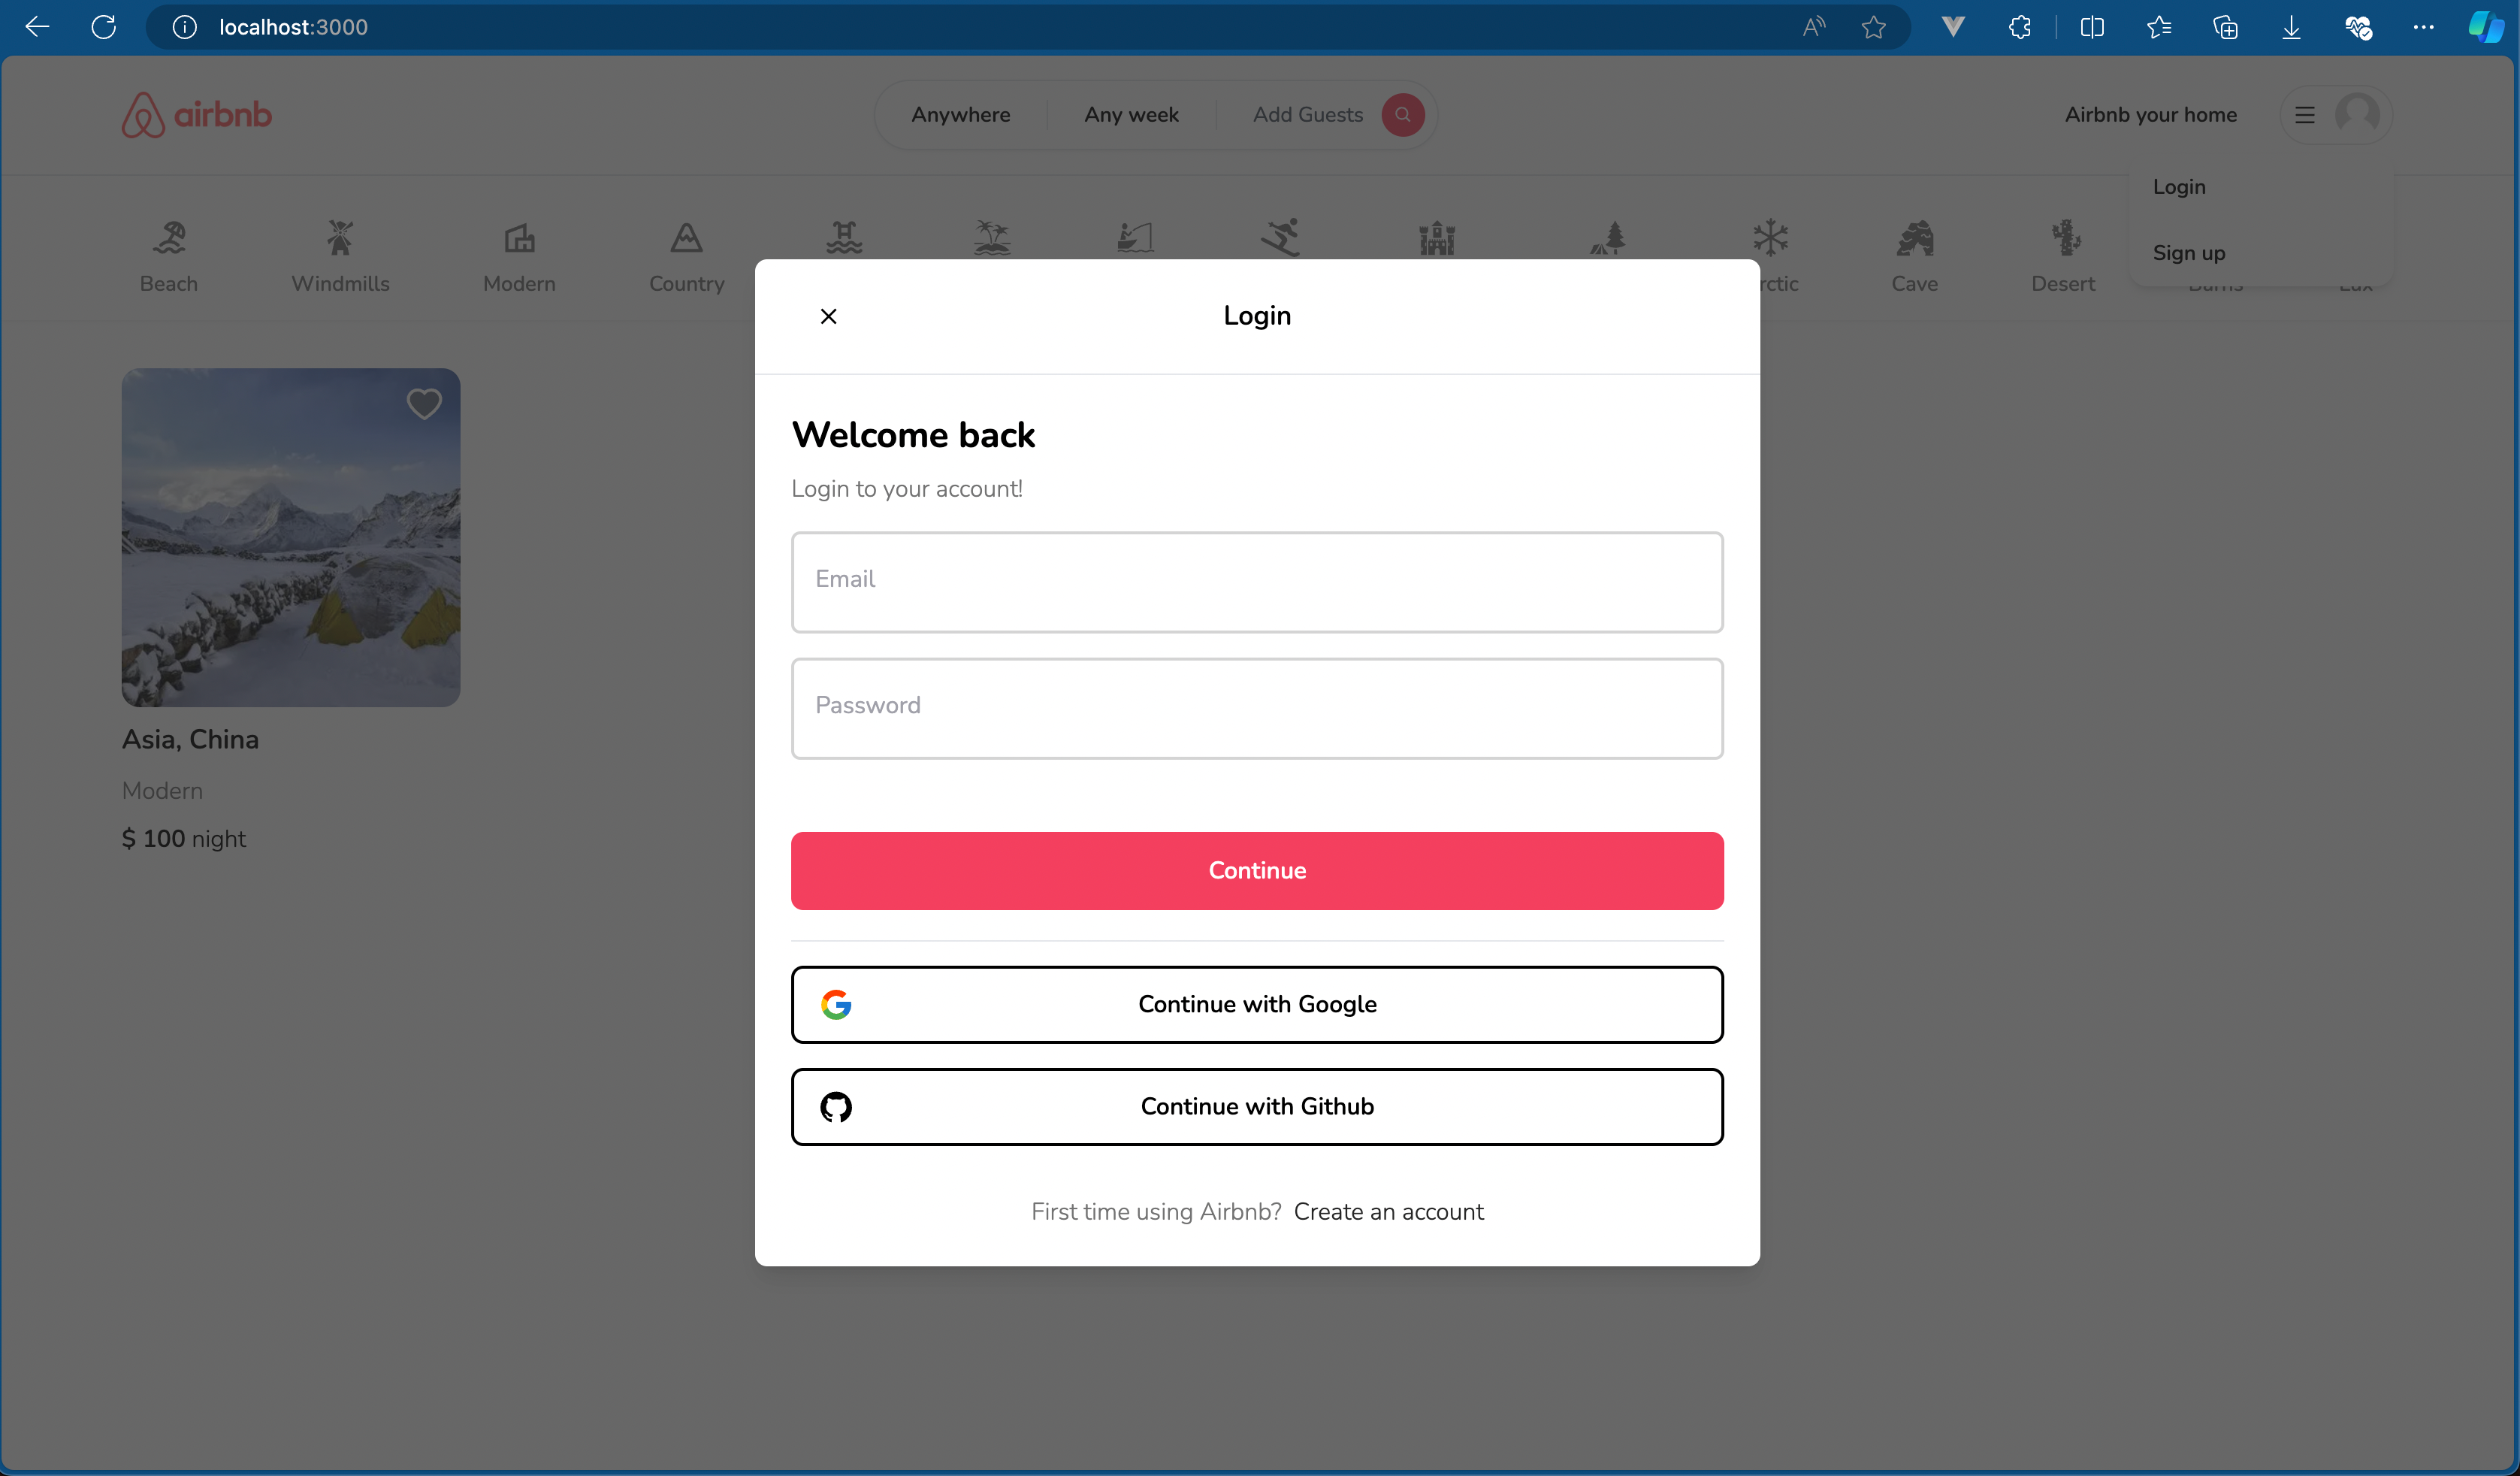 localhost:3000
airbnb
Anywhere Any week Add Guests
Airbnb your home
Login
Sign up
Beach Windmills Modern Country rctic Cave Desert
Login
Welcome back
Login to your account!
Email
Password
Continue
Continue with Google
Continue with Github
First time using Airbnb? Create an account
Asia, China
Modern
$ 100 night